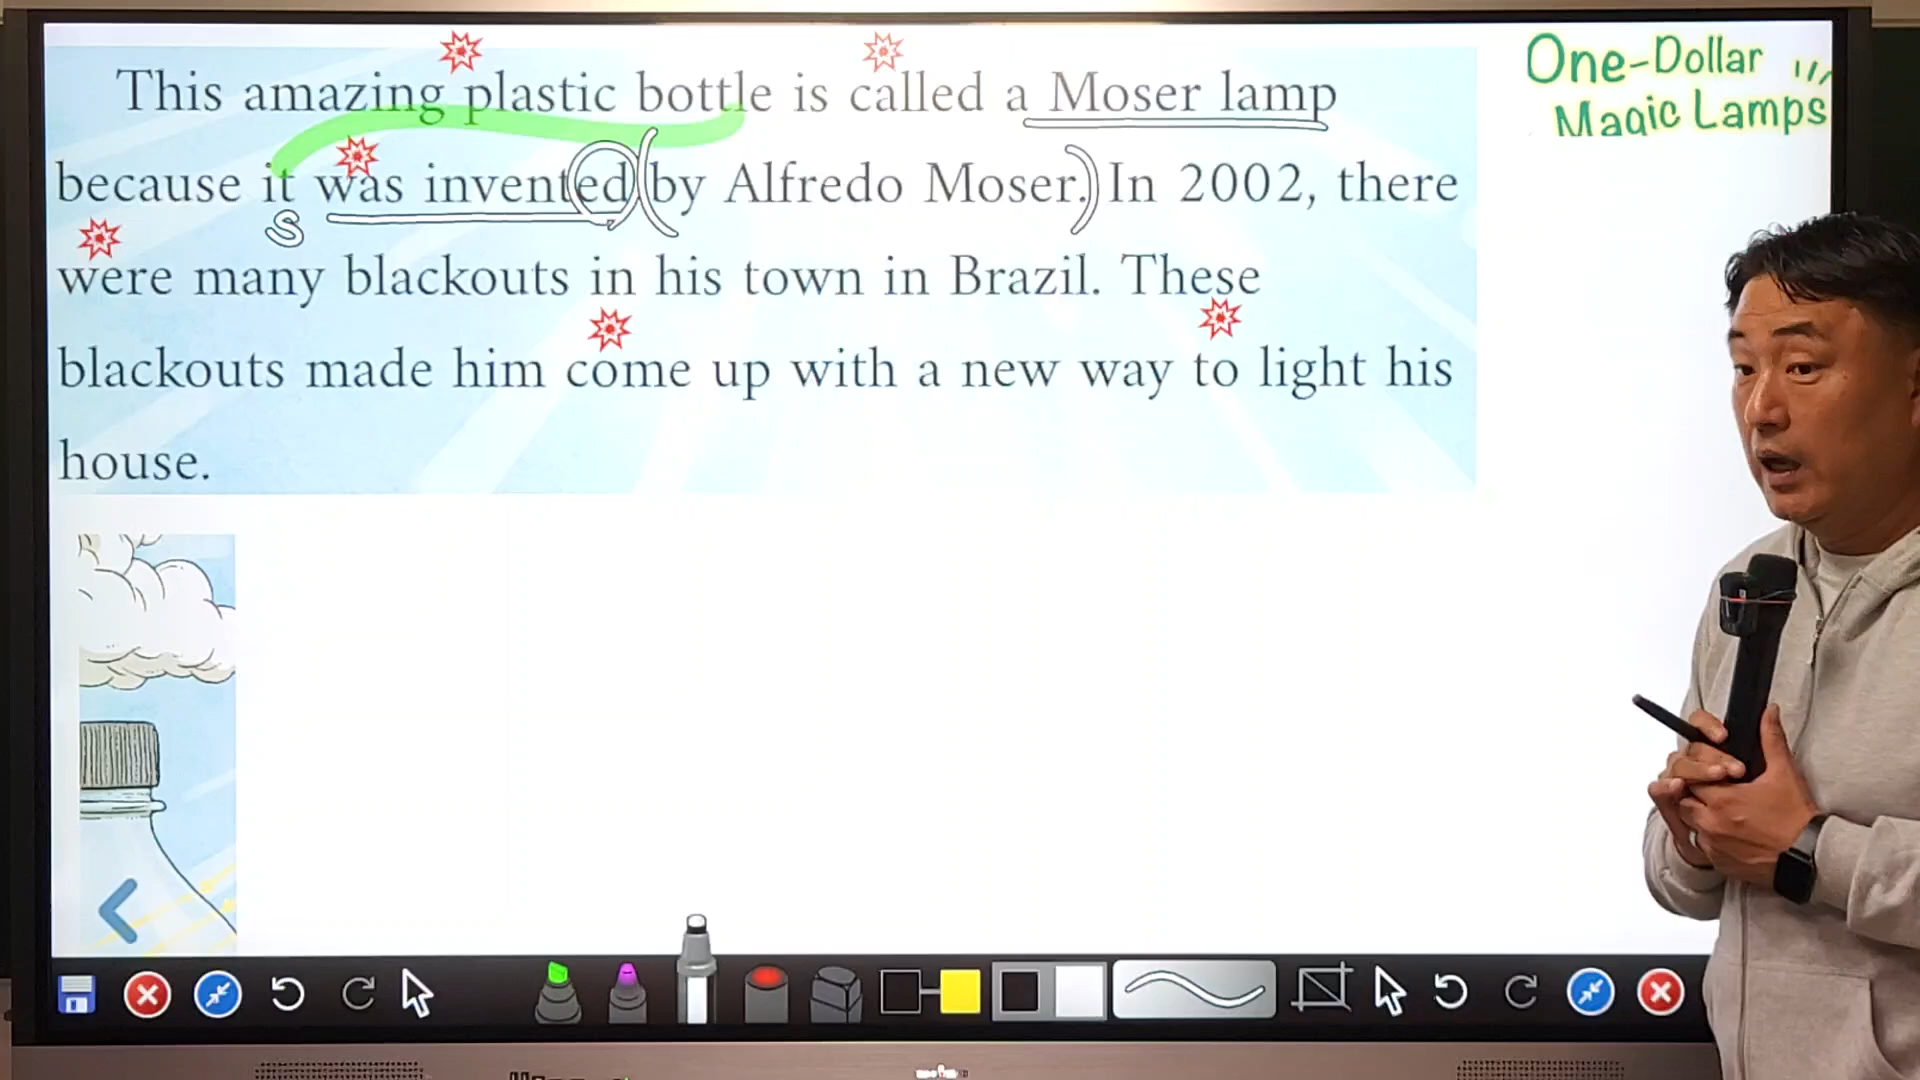 One-Dollar
Magic Lamps
This amazing plastic bottle is called a Moser lamp
because it was invented by Alfredo Moser. In 2002, there
S
were many blackouts in his town in Brazil. These
blackouts made him come up with a new way to light his
house.